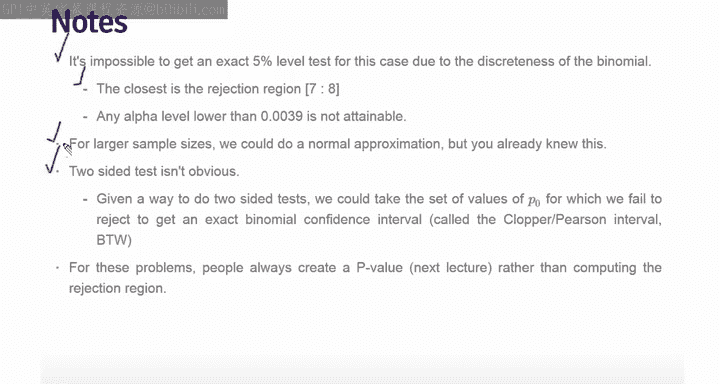 Notes
It's impossible to get an exact 5% level test for this case due to the discreteness of the binomial.
- The closest is the rejection region [7 : 8]
- Any alpha level lower than 0.0039 is not attainable.
· For larger sample sizes, we could do a normal approximation, but you already knew this.
· Two sided test isn't obvious.
- Given a way to do two sided tests, we could take the set of values of p₀ for which we fail to
reject to get an exact binomial confidence interval (called the Clopper/Pearson interval,
BTW)
· For these problems, people always create a P-value (next lecture) rather than computing the
rejection region.